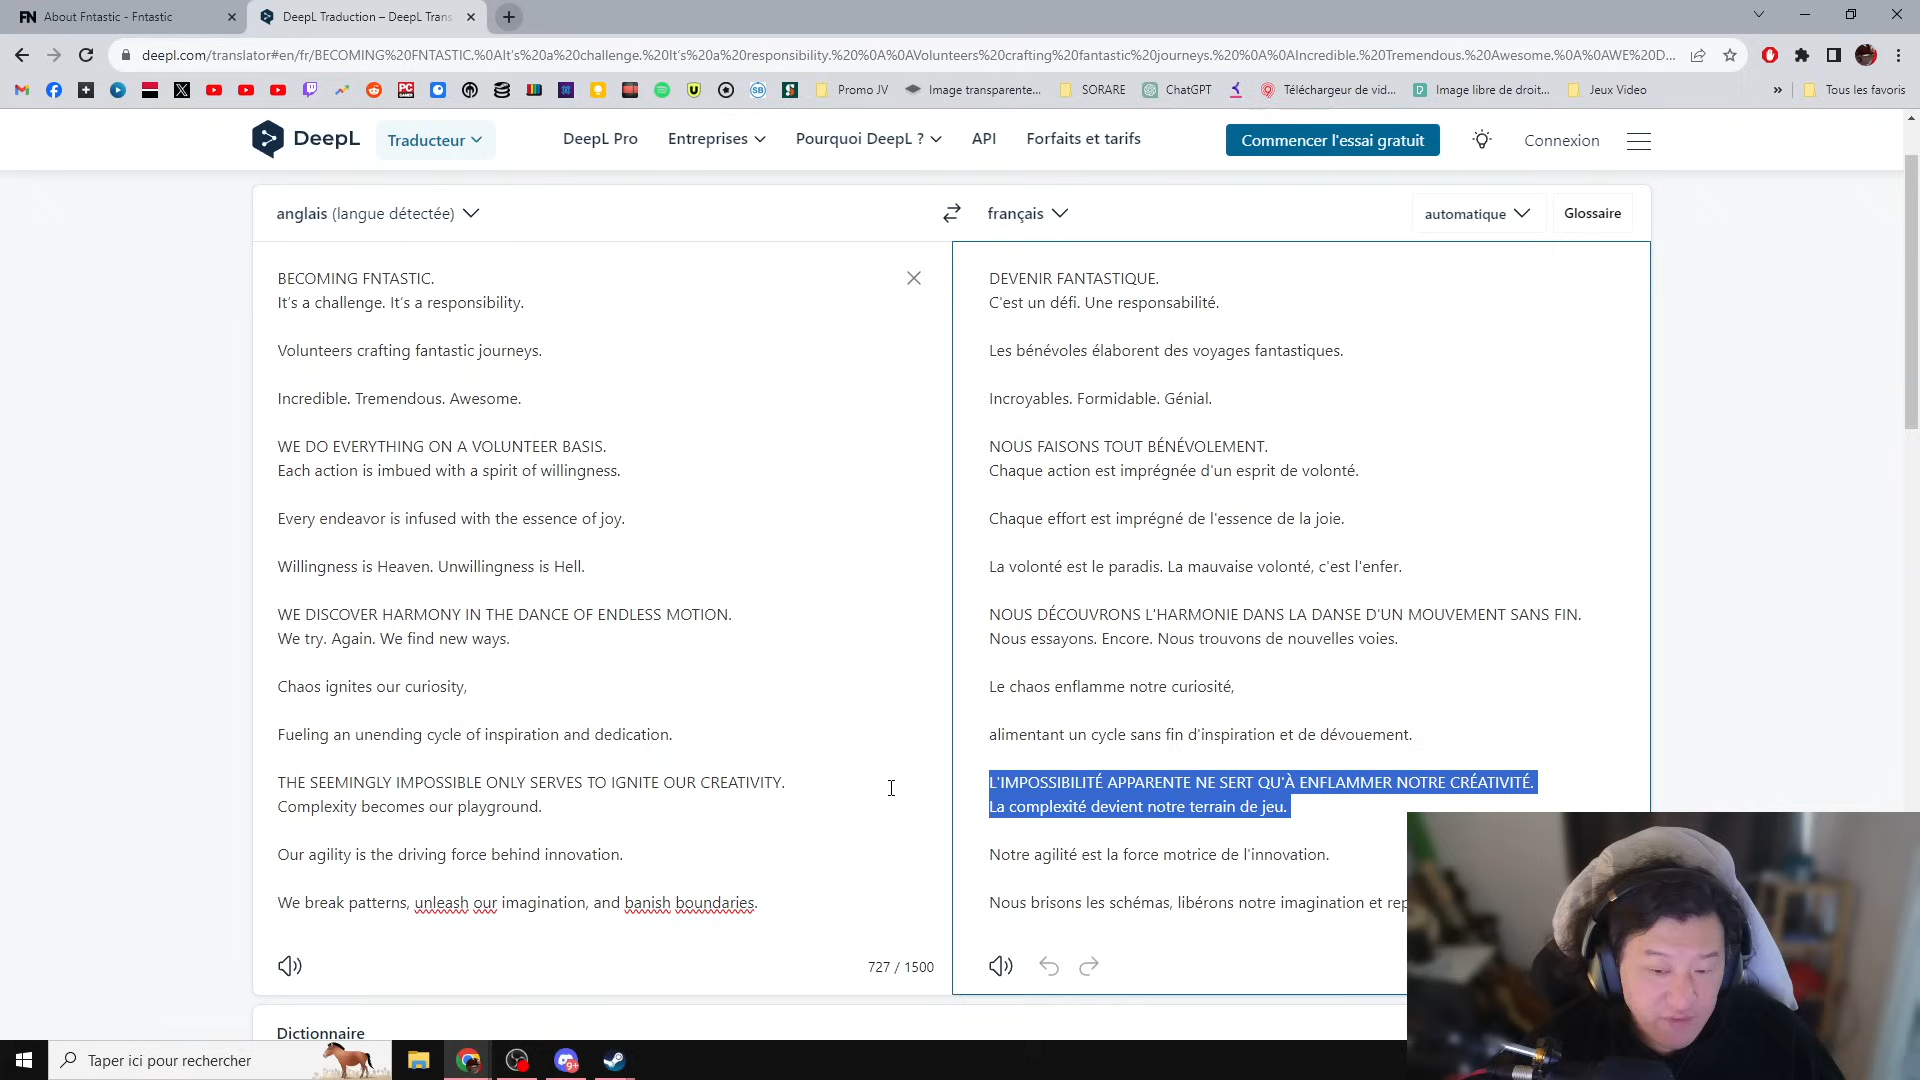 About Fntastic - Fntastic
DeepL Traduction – DeepL Trans
deepl.com/translator#en/fr/BECOMING%20FNTASTIC.%0AIt's%20a%20challenge.%20It's%20a%20responsibility.%20%0A%0AVolunteers%20crafting%20fantastic%20journeys.%20%0A%0AIncredible.%20Tremendous.%20Awesome.%0A%0AWE%20D...
Promo JV
Image transparente...
SORARE
ChatGPT
Téléchargeur de vid...
Image libre de droit...
Jeux Video
»
Tous les favoris
DeepL
Traducteur
DeepL Pro
Entreprises
Pourquoi DeepL ?
API
Forfaits et tarifs
Commencer l'essai gratuit
Connexion
anglais (langue détectée)
français
automatique
Glossaire
BECOMING FNTASTIC.
It's a challenge. It's a responsibility.
Volunteers crafting fantastic journeys.
Incredible. Tremendous. Awesome.
WE DO EVERYTHING ON A VOLUNTEER BASIS.
Each action is imbued with a spirit of willingness.
Every endeavor is infused with the essence of joy.
Willingness is Heaven. Unwillingness is Hell.
WE DISCOVER HARMONY IN THE DANCE OF ENDLESS MOTION.
We try. Again. We find new ways.
Chaos ignites our curiosity,
Fueling an unending cycle of inspiration and dedication.
THE SEEMINGLY IMPOSSIBLE ONLY SERVES TO IGNITE OUR CREATIVITY.
Complexity becomes our playground.
Our agility is the driving force behind innovation.
We break patterns, unleash our imagination, and banish boundaries.
727 / 1500
DEVENIR FANTASTIQUE.
C'est un défi. Une responsabilité.
Les bénévoles élaborent des voyages fantastiques.
Incroyables. Formidable. Génial.
NOUS FAISONS TOUT BÉNÉVOLEMENT.
Chaque action est imprégnée d'un esprit de volonté.
Chaque effort est imprégné de l'essence de la joie.
La volonté est le paradis. La mauvaise volonté, c'est l'enfer.
NOUS DÉCOUVRONS L'HARMONIE DANS LA DANSE D'UN MOUVEMENT SANS FIN.
Nous essayons. Encore. Nous trouvons de nouvelles voies.
Le chaos enflamme notre curiosité,
alimentant un cycle sans fin d'inspiration et de dévouement.
L'IMPOSSIBILITÉ APPARENTE NE SERT QU'À ENFLAMMER NOTRE CRÉATIVITÉ.
La complexité devient notre terrain de jeu.
Notre agilité est la force motrice de l'innovation.
Nous brisons les schémas, libérons notre imagination et rep
Dictionnaire
Taper ici pour rechercher